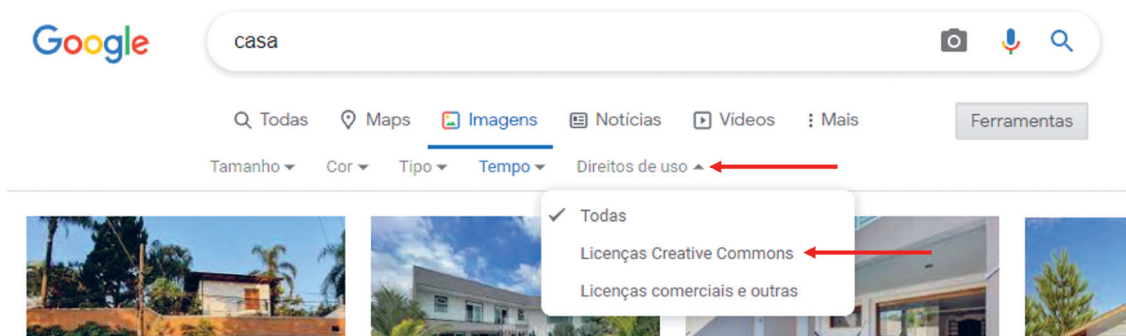 Google casa
Todas Maps Imagens Notícias Vídeos Mais Ferramentas
Tamanho Cor Tipo Tempo Direitos de uso
Todas
Licenças Creative Commons
Licenças comerciais e outras